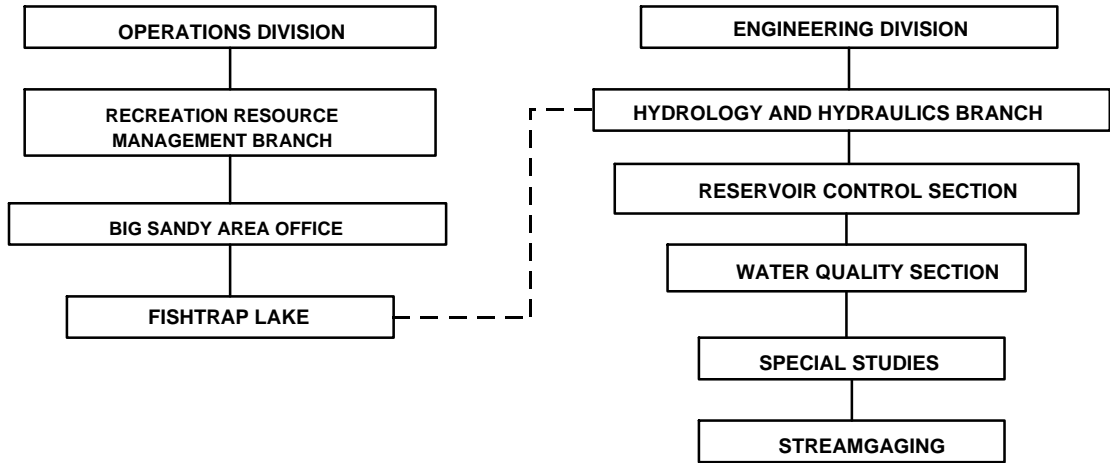 OPERATIONS DIVISION
RECREATION RESOURCE
MANAGEMENT BRANCH
BIG SANDY AREA OFFICE
FISHTRAP LAKE
ENGINEERING DIVISION
HYDROLOGY AND HYDRAULICS BRANCH
RESERVOIR CONTROL SECTION
WATER QUALITY SECTION
SPECIAL STUDIES
STREAMGAGING